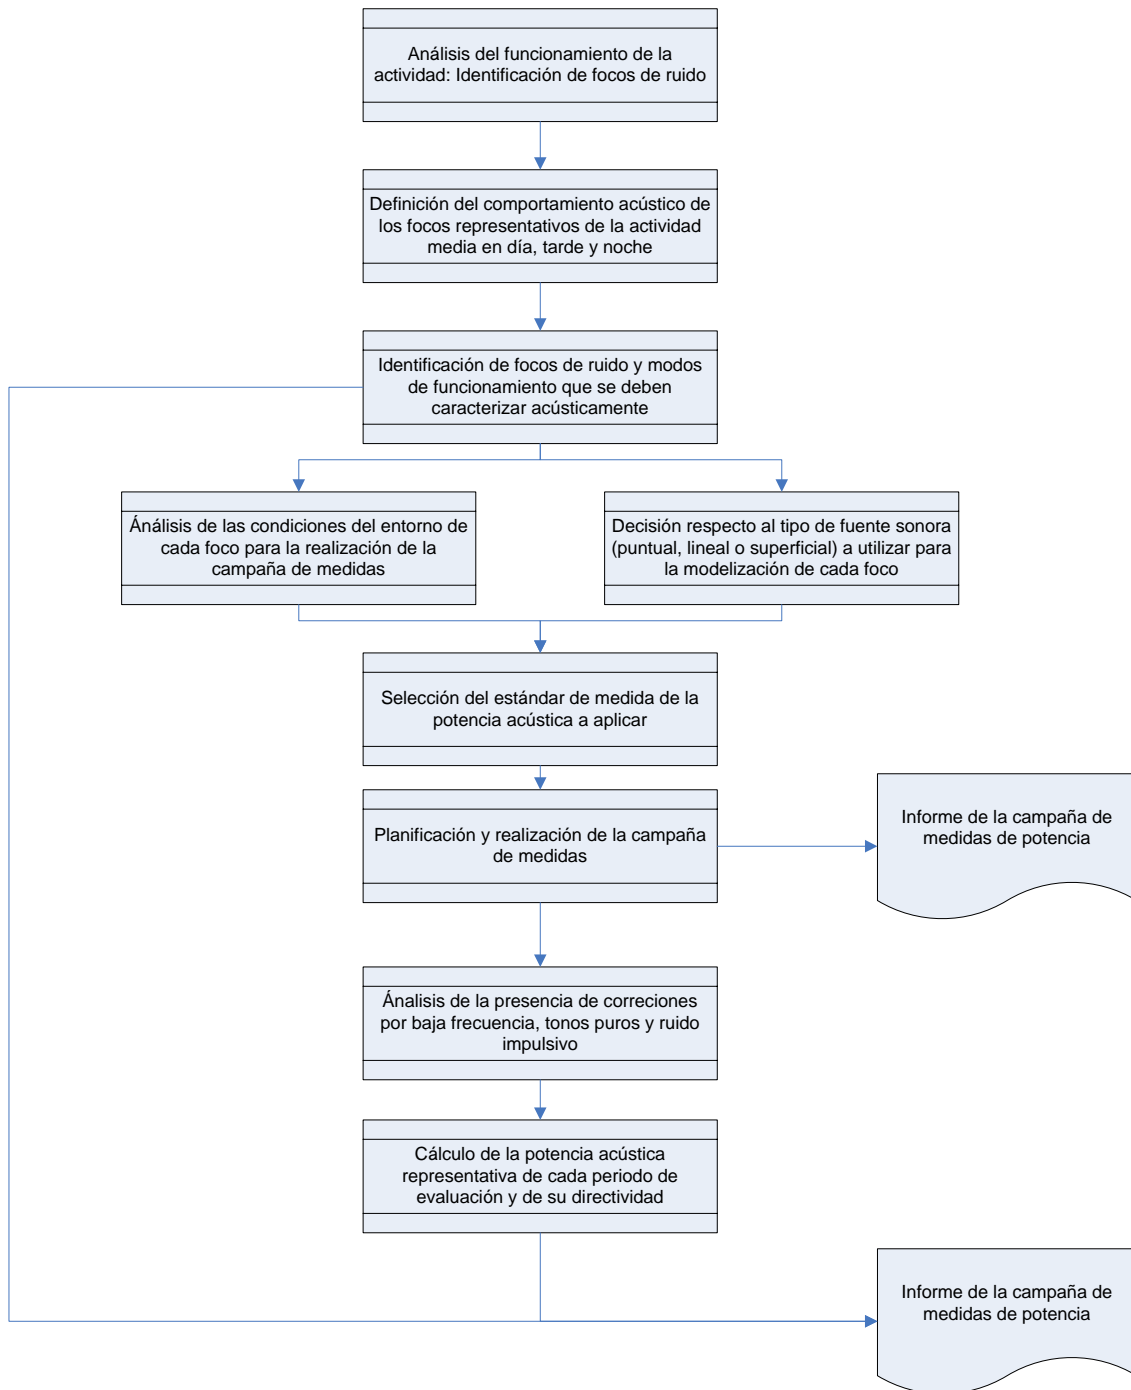 Análisis del funcionamiento de la
actividad: Identificación de focos de ruido
Definición del comportamiento acústico de
los focos representativos de la actividad
media en día, tarde y noche
Identificación de focos de ruido y modos
de funcionamiento que se deben
caracterizar acústicamente
Ánálisis de las condiciones del entorno de
cada foco para la realización de la
campaña de medidas
Decisión respecto al tipo de fuente sonora
(puntual, lineal o superficial) a utilizar para
la modelización de cada foco
Selección del estándar de medida de la
potencia acústica a aplicar
Planificación y realización de la campaña
de medidas
Informe de la campaña de
medidas de potencia
Ánalisis de la presencia de correciones
por baja frecuencia, tonos puros y ruido
impulsivo
Cálculo de la potencia acústica
representativa de cada periodo de
evaluación y de su directividad
Informe de la campaña de
medidas de potencia